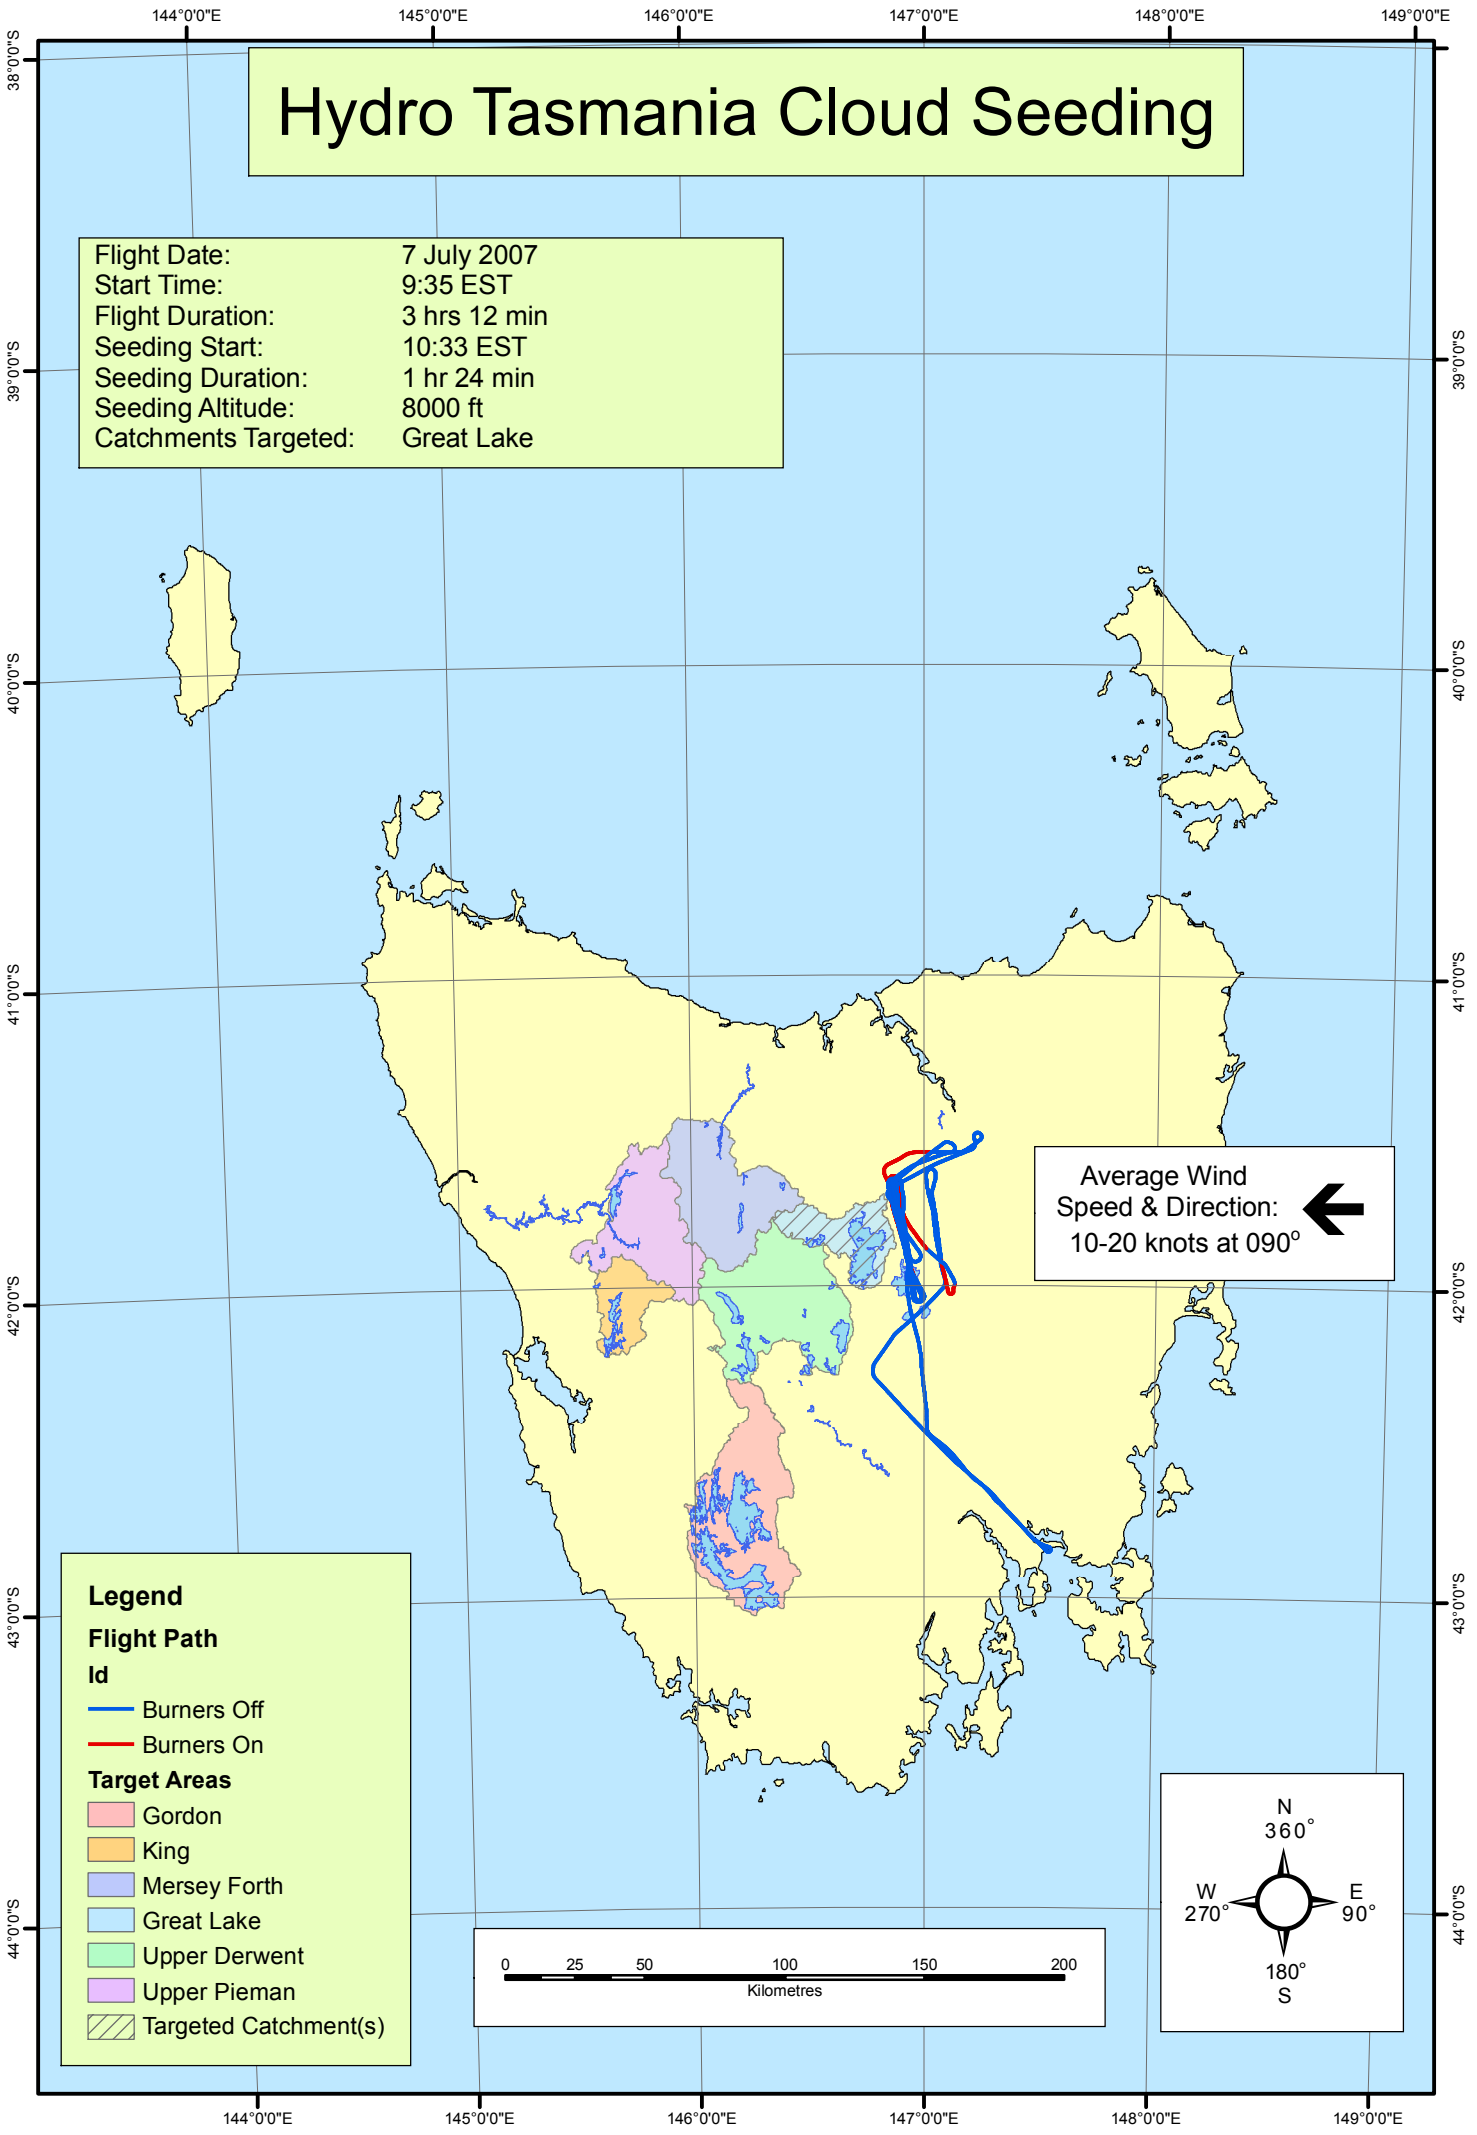 144°0'0"E 145°0'0"E 146°0'0"E 147°0'0"E 148°0'0"E 149°0'0"E
Hydro Tasmania Cloud Seeding
Flight Date: 7 July 2007
Start Time: 9:35 EST
Flight Duration: 3 hrs 12 min
Seeding Start: 10:33 EST
Seeding Duration: 1 hr 24 min
Seeding Altitude: 8000 ft
Catchments Targeted: Great Lake
38°0'0"S
39°0'0"S 39°0'0"S
40°0'0"S 40°0'0"S
41°0'0"S 41°0'0"S
42°0'0"S 42°0'0"S
43°0'0"S 43°0'0"S
44°0'0"S 44°0'0"S
Average Wind
Speed & Direction:
10-20 knots at 090°
Legend
Flight Path
Id
Burners Off
Burners On
Target Areas
Gordon
King
Mersey Forth
Great Lake
Upper Derwent
Upper Pieman
Targeted Catchment(s)
0 25 50 100 150 200
Kilometres
N
360°
W E
270° 90°
180°
S
144°0'0"E 145°0'0"E 146°0'0"E 147°0'0"E 148°0'0"E 149°0'0"E